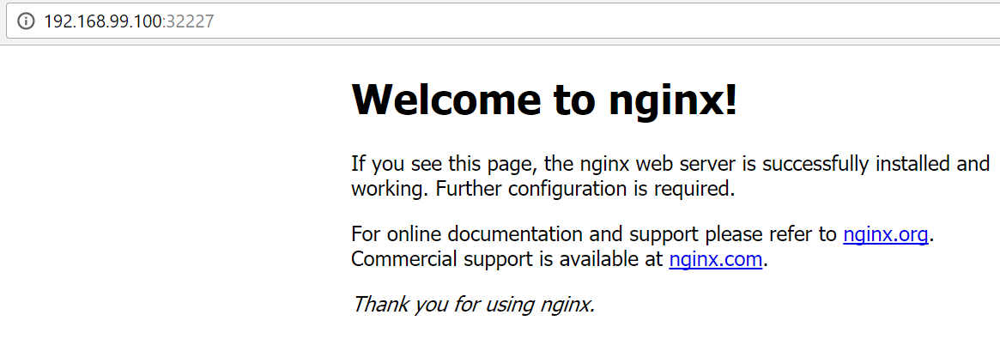 192.168.99.100:32227
Welcome to nginx!
If you see this page, the nginx web server is successfully installed and
working. Further configuration is required.
For online documentation and support please refer to nginx.org.
Commercial support is available at nginx.com.
Thank you for using nginx.